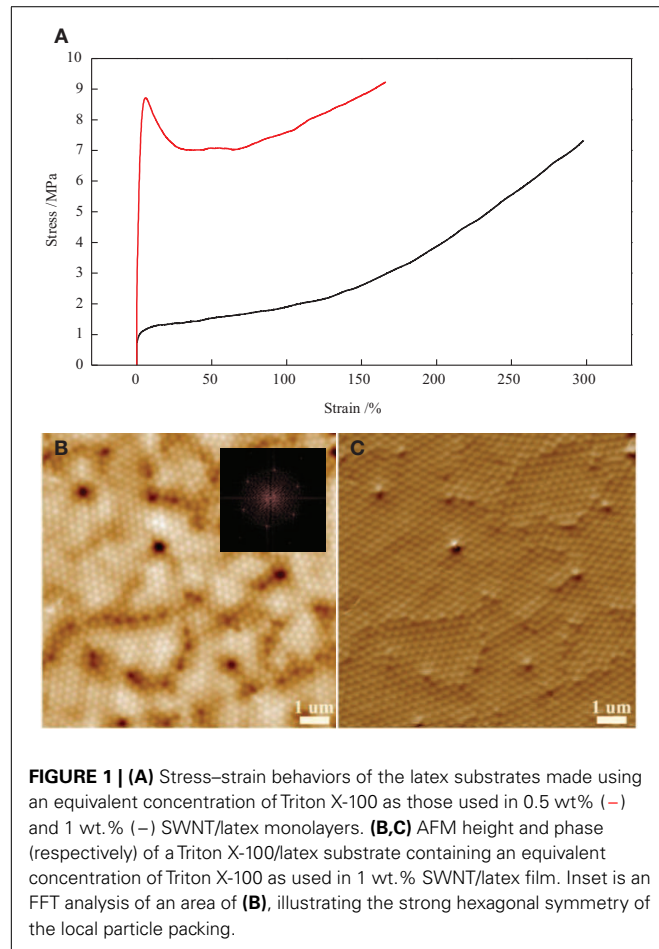 A
10
9
8
7
6
5
4
3
2
1
0
Stress /MPa
0 50 100 150 200 250 300
Strain /%
B
C
1 um
1 um
FIGURE 1 | (A) Stress–strain behaviors of the latex substrates made using
an equivalent concentration of Triton X-100 as those used in 0.5 wt% (–)
and 1 wt.% (–) SWNT/latex monolayers. (B,C) AFM height and phase
(respectively) of a Triton X-100/latex substrate containing an equivalent
concentration of Triton X-100 as used in 1 wt.% SWNT/latex film. Inset is an
FFT analysis of an area of (B), illustrating the strong hexagonal symmetry of
the local particle packing.